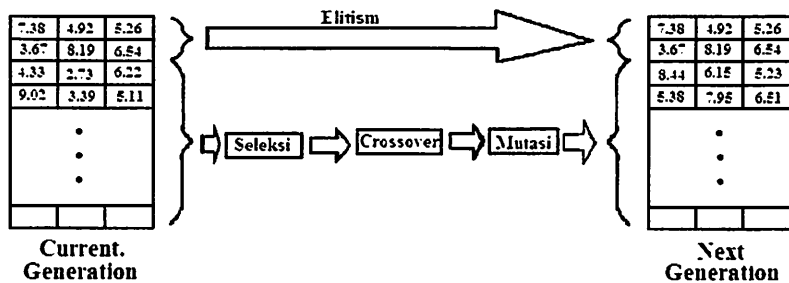 Elitism
7.38 4.92 5.26
3.67 8.19 6.54
4.33 2.73 6.22
9.02 3.39 5.11
Seleksi
Crossover
Mutasi
7.38 4.92 5.26
3.67 8.19 6.54
8.44 6.15 5.23
5.38 7.95 6.51
Current.
Generation
Next
Generation